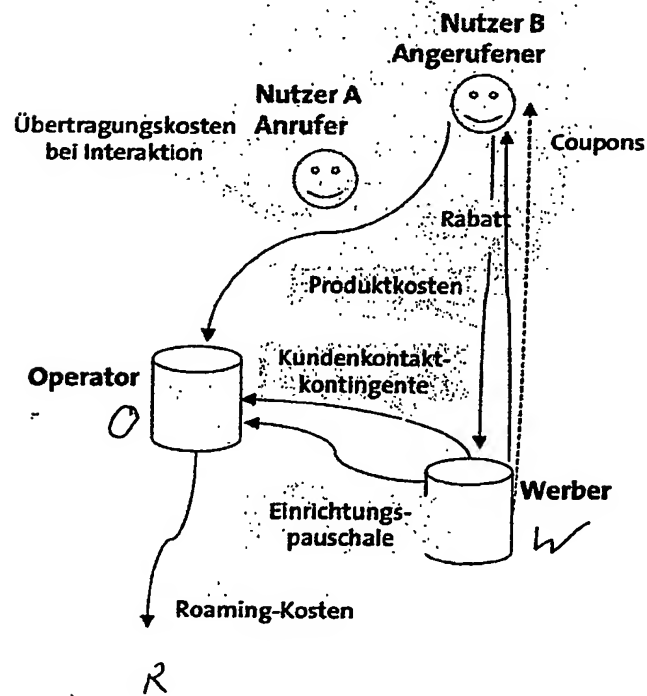 Nutzer B
Angerufener
Nutzer A
Anrufer
Übertragungskosten
bei Interaktion
Coupons
Rabatt
Produktkosten
Kundenkontakt-
kontingente
Operator
O
Werber
W
Einrichtungs-
pauschale
Roaming-Kosten
R